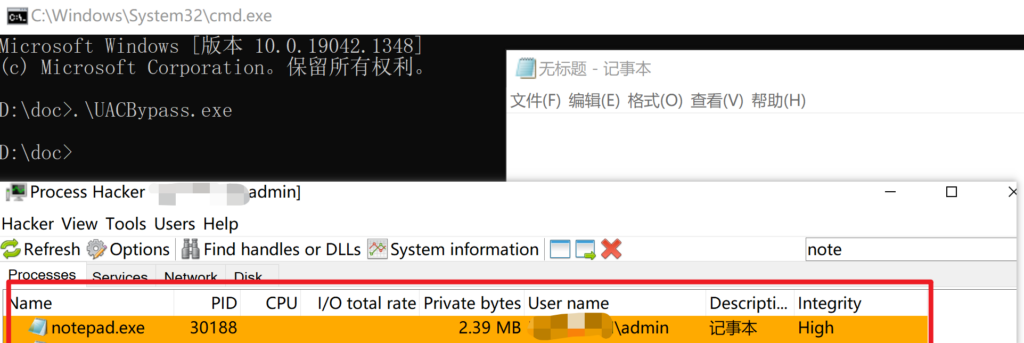 C:\Windows\System32\cmd.exe
Microsoft Windows [版本 10.0.19042.1348]
(c) Microsoft Corporation。保留所有权利。
D:\doc>.\UACBypass.exe
D:\doc>
无标题 - 记事本
文件(F) 编辑(E) 格式(O) 查看(V) 帮助(H)
Process Hacker admin]
Hacker View Tools Users Help
Refresh Options Find handles or DLLs System information note
Processes Services Network Disk
Name PID CPU I/O total rate Private bytes User name Descripti... Integrity
notepad.exe 30188 2.39 MB \admin 记事本 High